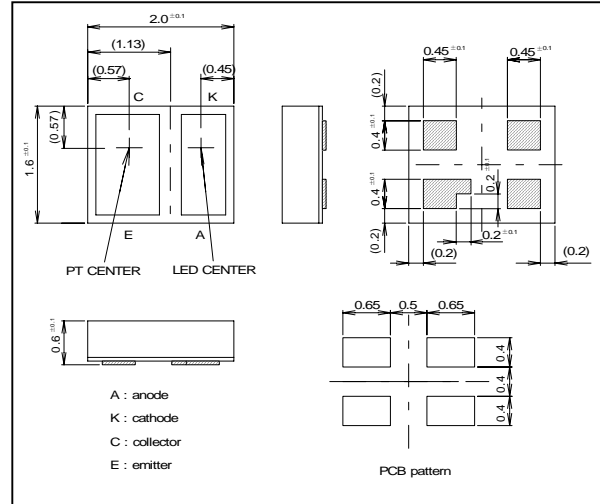 2.0 ±0.1
(1.13)
(0.57)
(0.45)
C
K
(0.57)
1.6 ±0.1
E
A
PT CENTER
LED CENTER
0.45 ±0.1
0.45 ±0.1
(0.2)
0.4 ±0.1
0.4 ±0.1
(0.2)
0.2 ±0.1
0.2 ±0.1
(0.2)
(0.2)
0.6 ±0.1
A : anode
K : cathode
C : collector
E : emitter
0.65
0.5
0.65
0.4
0.4
0.4
PCB pattern